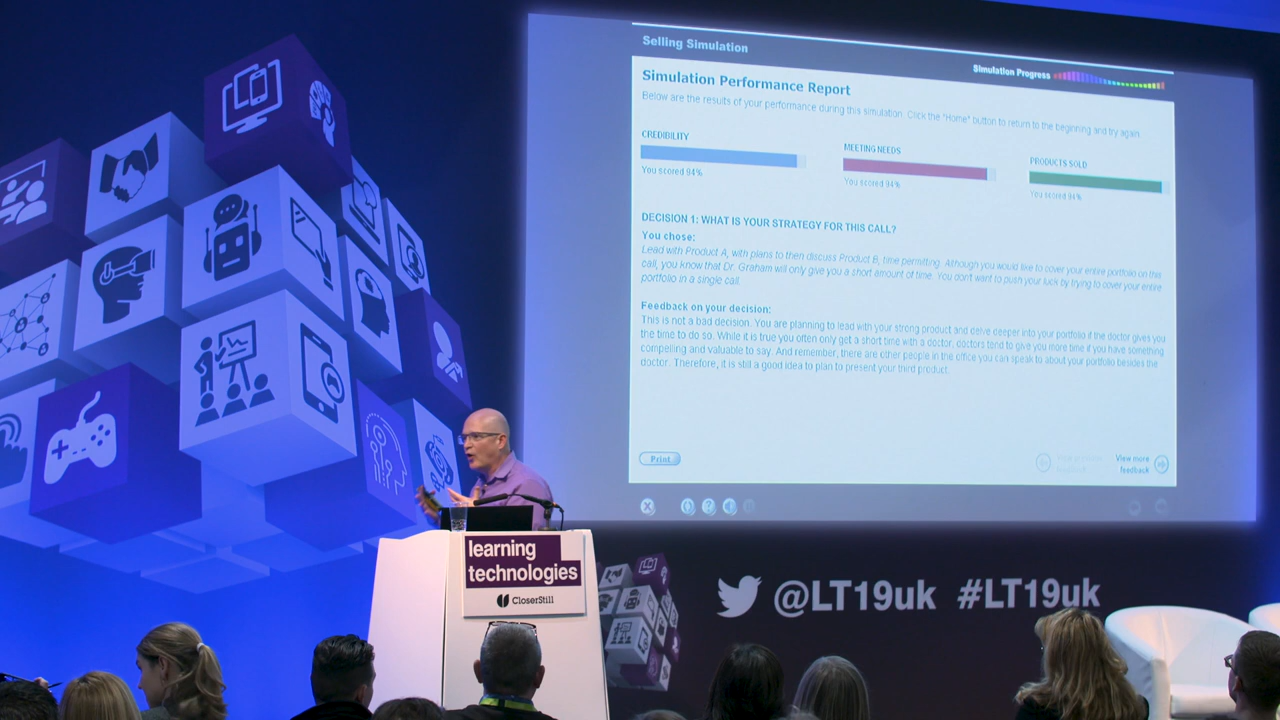 Selling Simulation
Simulation Progress
Simulation Performance Report
Below are the results of your performance during this simulation. Click the "Home" button to return to the beginning and try again.
CREDIBILITY
You scored 94%
MEETING NEEDS
You scored 94%
PRODUCTS SOLD
You scored 94%
DECISION 1: WHAT IS YOUR STRATEGY FOR THIS CALL?
You chose:
Lead with Product A, with plans to then discuss Product B, time permitting. Although you would like to cover your entire portfolio on this
call, you know that Dr. Graham will only give you a short amount of time. You don't want to push your luck by trying to cover your entire
portfolio in a single call.
Feedback on your decision:
This is not a bad decision. You are planning to lead with your strong product and delve deeper into your portfolio if the doctor gives you
the time to do so. While it is true you often only get a short time with a doctor, doctors tend to give you more time if you have something
compelling and valuable to say. And remember, there are other people in the office you can speak to about your portfolio besides the
doctor. Therefore, it is still a good idea to plan to present your third product.
Print
View more
feedback
learning
technologies
CloserStill
@LT19uk #LT19uk